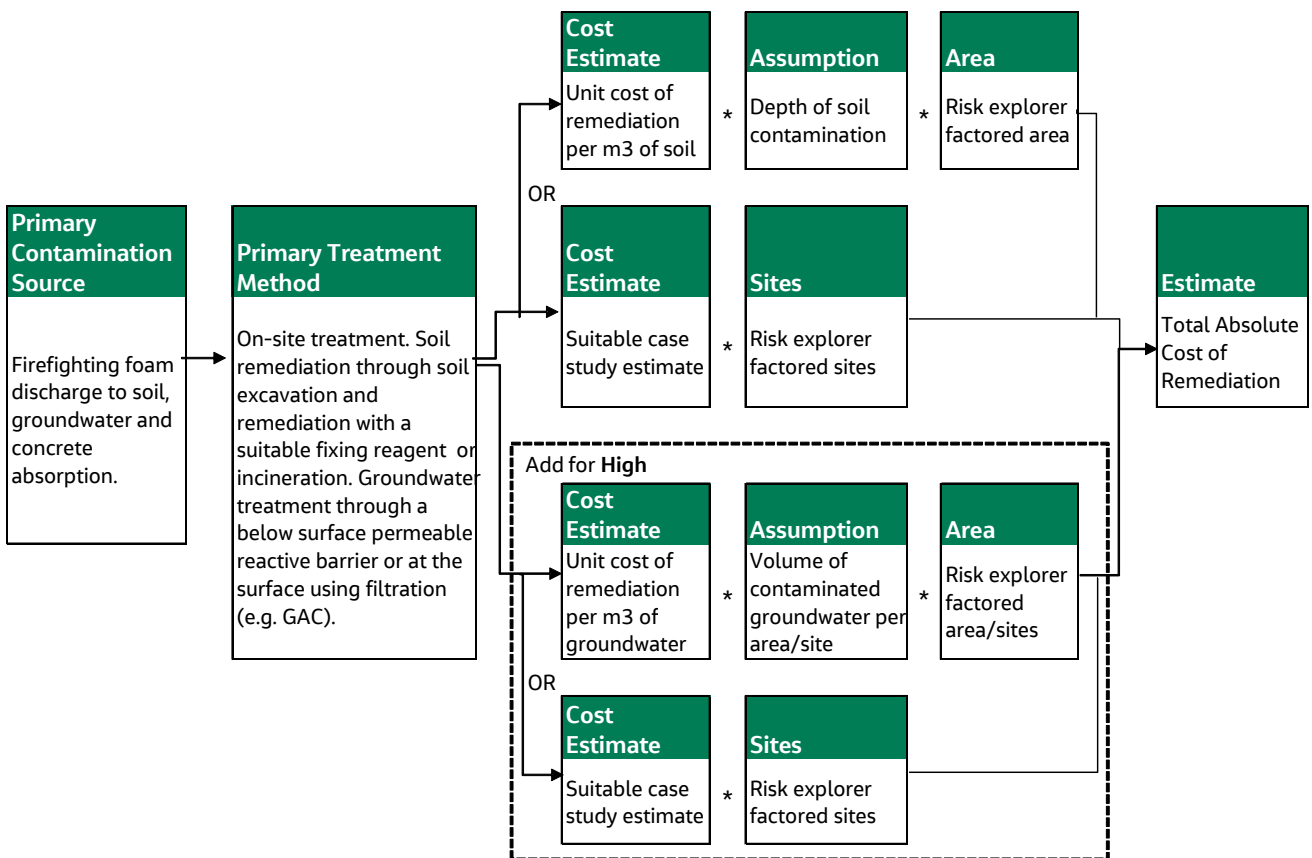 Cost
Estimate
Unit cost of
remediation
per m3 of soil
*
Assumption
Depth of soil
contamination
*
Area
Risk explorer
factored area
OR
Primary
Contamination
Source
Firefighting foam
discharge to soil,
groundwater and
concrete
absorption.
Primary Treatment
Method
On-site treatment. Soil
remediation through soil
excavation and
remediation with a
suitable fixing reagent or
incineration. Groundwater
treatment through a
below surface permeable
reactive barrier or at the
surface using filtration
(e.g. GAC).
Cost
Estimate
Suitable case
study estimate
*
Sites
Risk explorer
factored sites
Estimate
Total Absolute
Cost of
Remediation
Add for High
Cost
Estimate
Unit cost of
remediation
per m3 of
groundwater
*
Assumption
Volume of
contaminated
groundwater per
area/site
*
Area
Risk explorer
factored
area/sites
OR
Cost
Estimate
Suitable case
study estimate
*
Sites
Risk explorer
factored sites